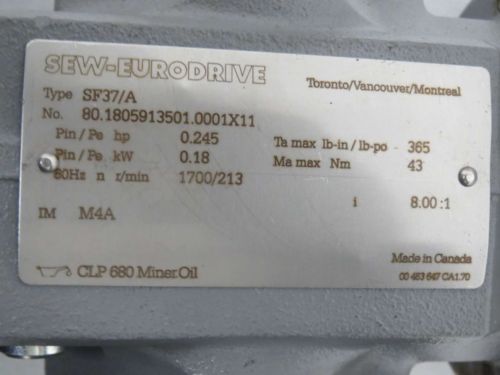 SEW-EURODRIVE
Toronto/Vancouver/Montreal
Type SF37/A
No. 80.1805913501.0001X11
Pin/Pe hp 0.245 Ta max lb-in/lb-po 365
Pin/Pe kW 0.18 Ma max Nm 43
60Hz n r/min 1700/213
i 8.00 :1
IM M4A
Made in Canada
CLP 680 Miner.Oil
00 463 647 CA1.70